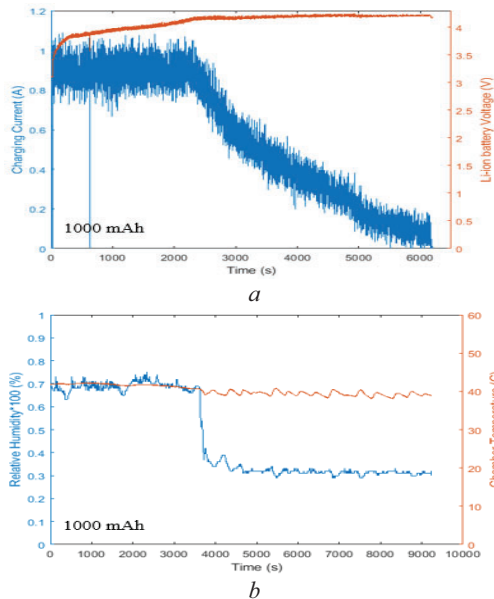 1.2
1
0.8
0.6
0.4
0.2
0
Charging Current (A)
4
3.5
3
2.5
2
1.5
1
0.5
0
Li-ion battery Voltage (V)
1000 mAh
0 1000 2000 3000 4000 5000 6000
Time (s)
a
1
0.9
0.8
0.7
0.6
0.5
0.4
0.3
0.2
0.1
0
Relative Humidity*100 (%)
60
50
40
30
20
10
0
Chamber Temperature (C)
1000 mAh
0 1000 2000 3000 4000 5000 6000 7000 8000 9000 10000
Time (s)
b